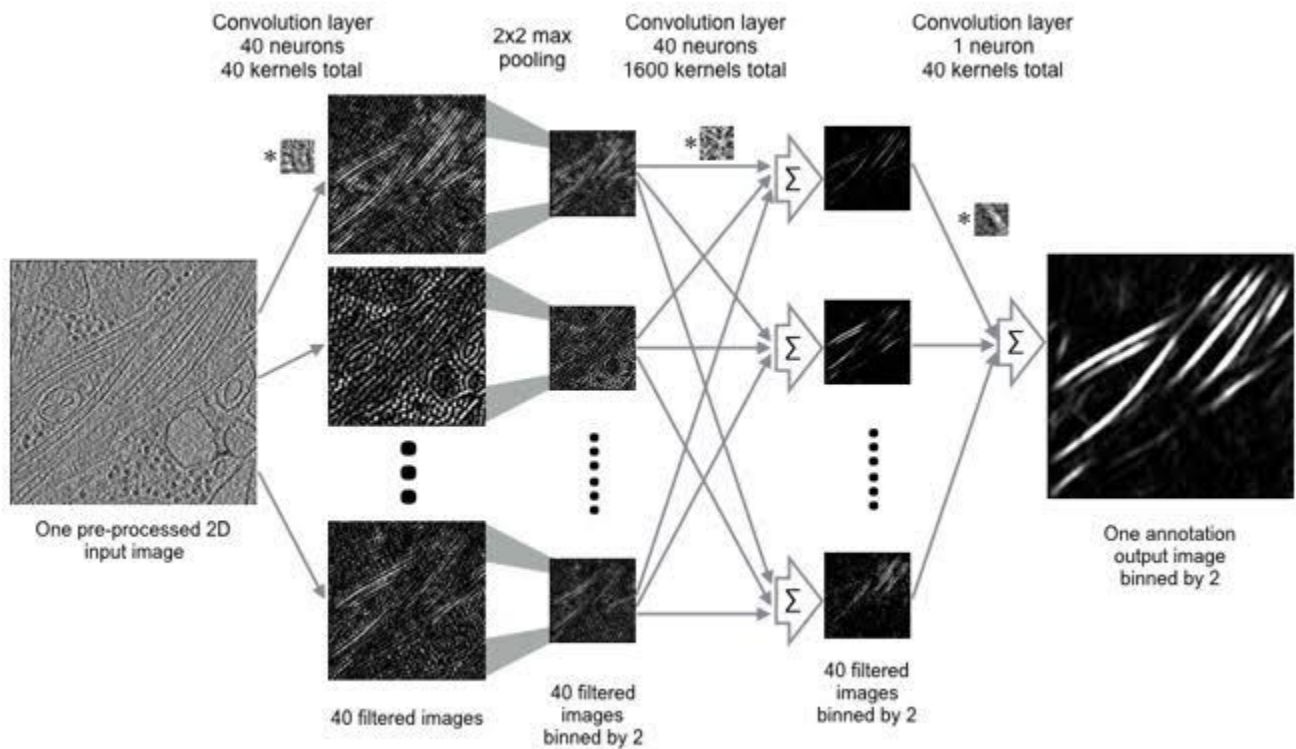 Convolution layer
40 neurons
40 kernels total
2x2 max
pooling
Convolution layer
40 neurons
1600 kernels total
Convolution layer
1 neuron
40 kernels total
*
*
*
Σ
Σ
Σ
Σ
One pre-processed 2D
input image
40 filtered images
40 filtered
images
binned by 2
40 filtered
images
binned by 2
One annotation
output image
binned by 2